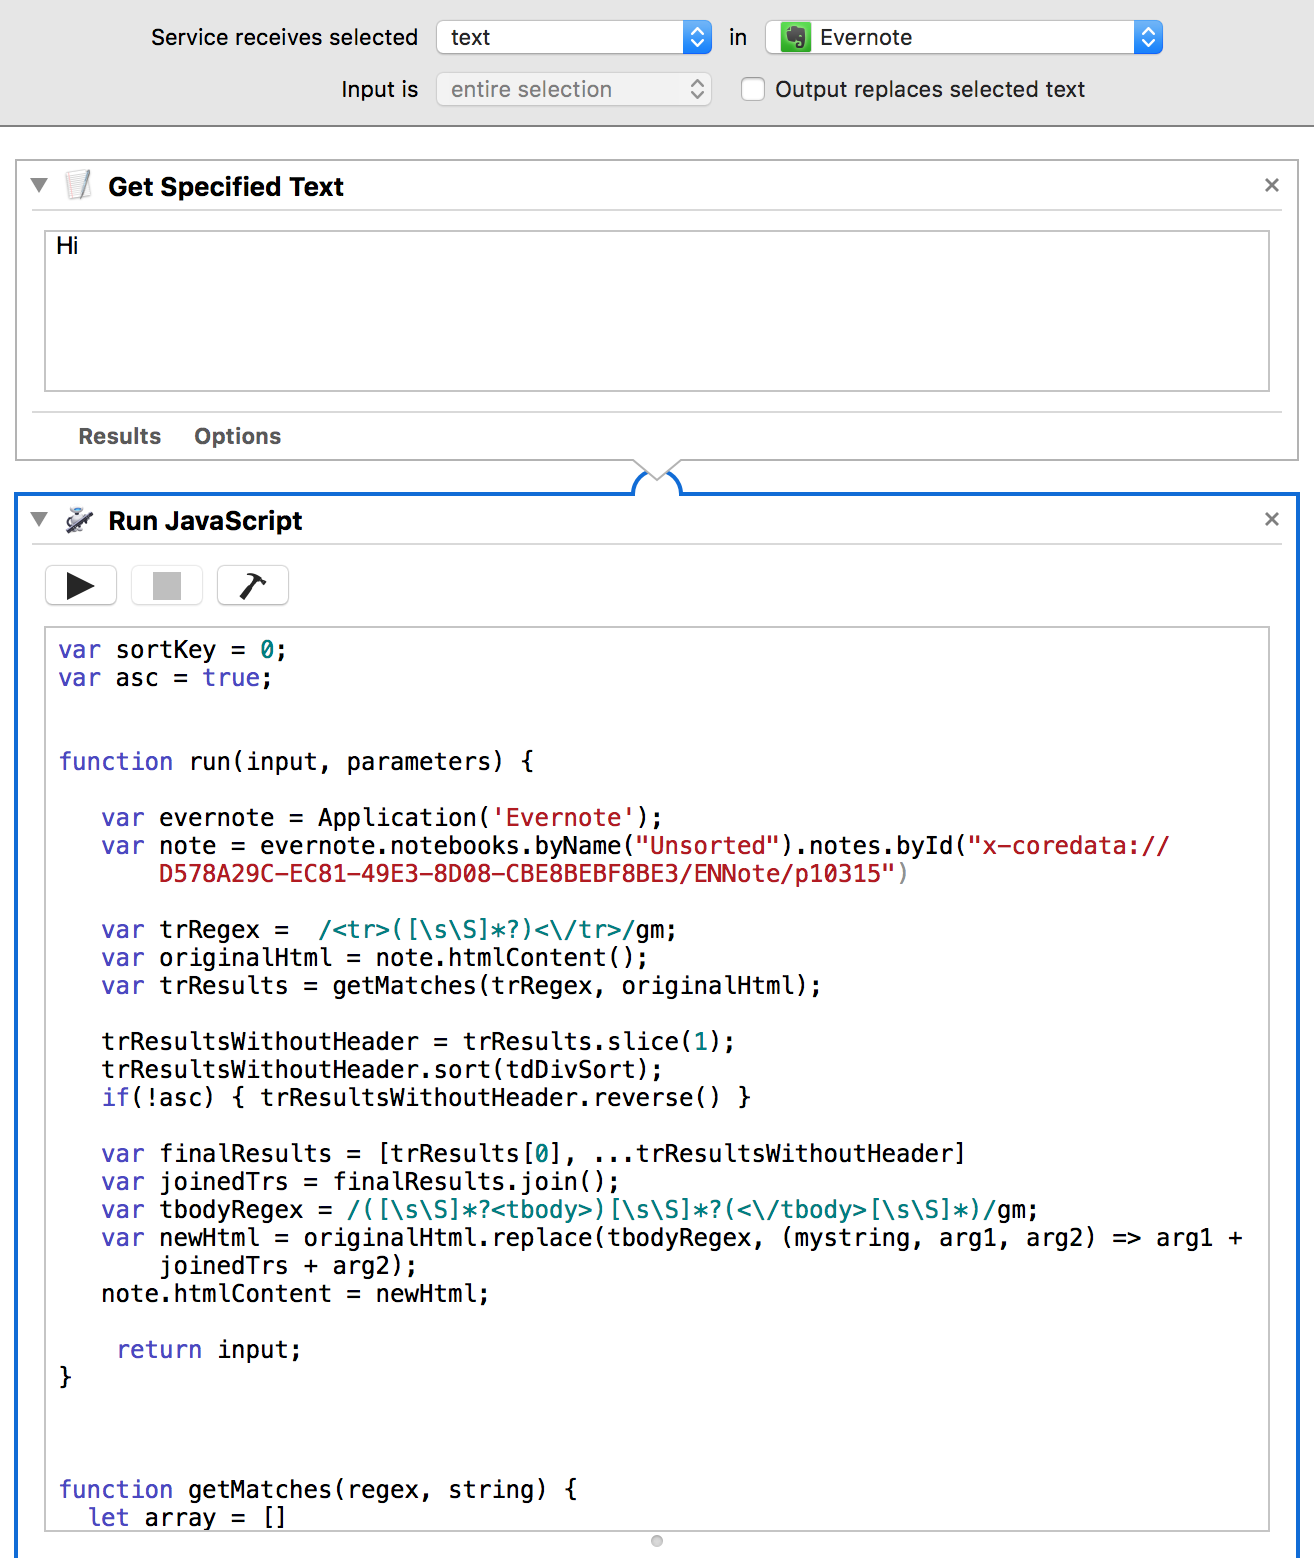 Service receives selected text in Evernote
Input is entire selection Output replaces selected text
Get Specified Text
Hi
Results Options
Run JavaScript
var sortKey = 0;
var asc = true;
function run(input, parameters) {
var evernote = Application('Evernote');
var note = evernote.notebooks.byName("Unsorted").notes.byId("x-coredata://
D578A29C-EC81-49E3-8D08-CBE8BEBF8BE3/ENNote/p10315")
var trRegex =  /<tr>([\s\S]*?)<\/tr>/gm;
var originalHtml = note.htmlContent();
var trResults = getMatches(trRegex, originalHtml);
trResultsWithoutHeader = trResults.slice(1);
trResultsWithoutHeader.sort(tdDivSort);
if(!asc) { trResultsWithoutHeader.reverse() }
var finalResults = [trResults[0], ...trResultsWithoutHeader]
var joinedTrs = finalResults.join();
var tbodyRegex = /([\s\S]*?<tbody>)[\s\S]*?(<\/tbody>[\s\S]*)/gm;
var newHtml = originalHtml.replace(tbodyRegex, (mystring, arg1, arg2) => arg1 +
joinedTrs + arg2);
note.htmlContent = newHtml;
return input;
}
function getMatches(regex, string) {
let array = []